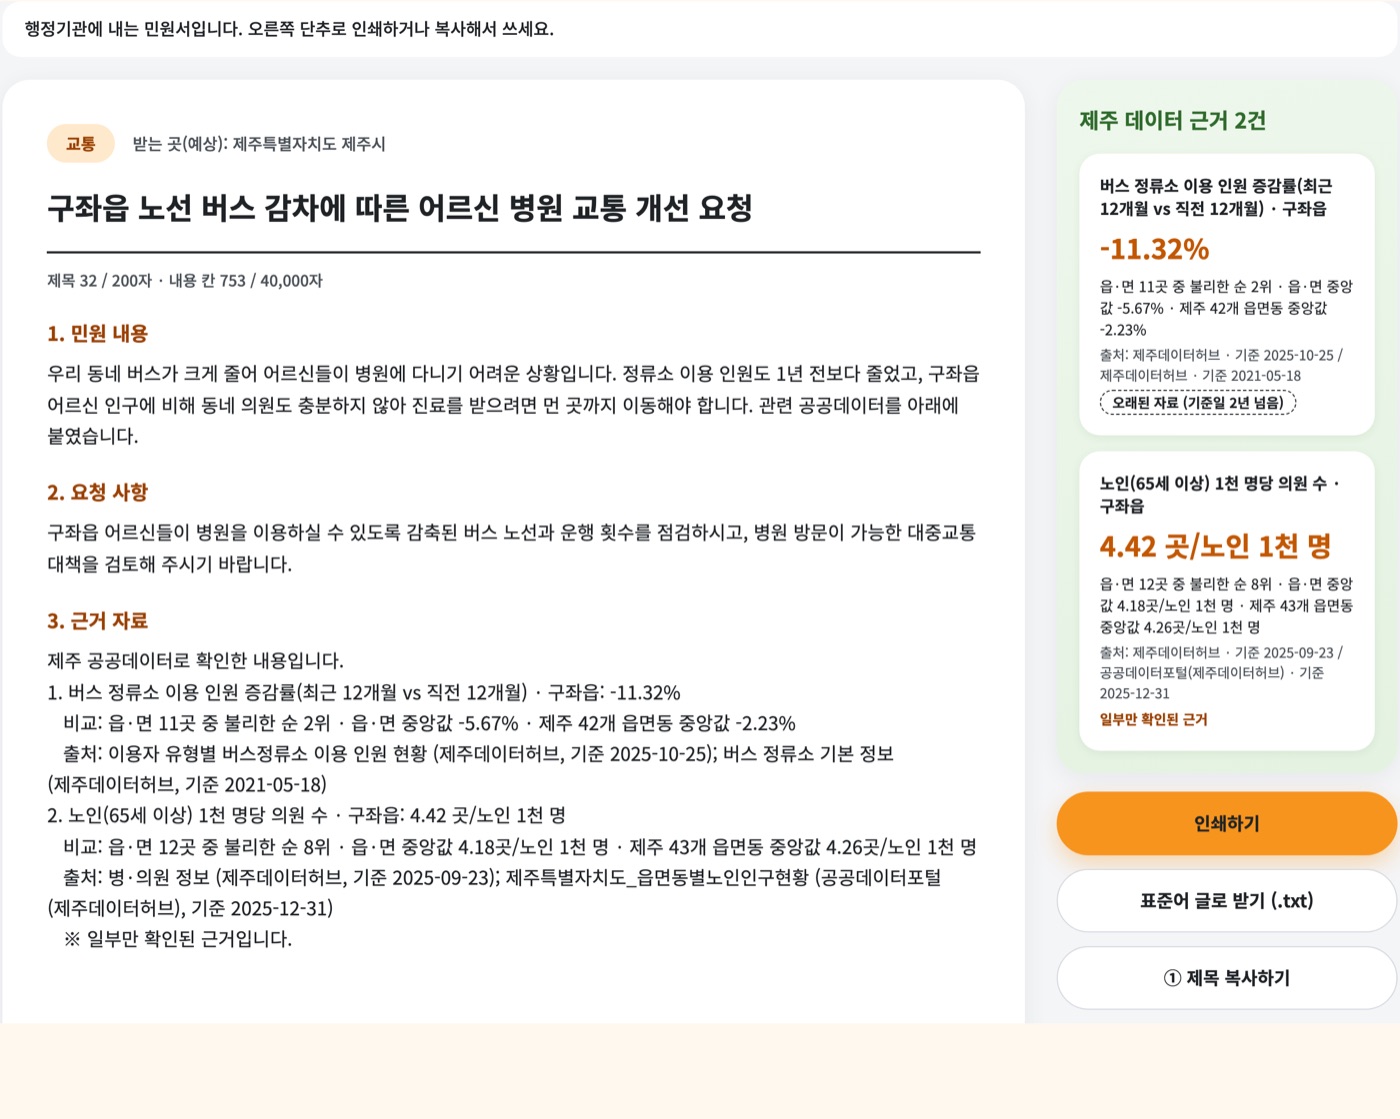 행정기관에 내는 민원서입니다. 오른쪽 단추로 인쇄하거나 복사해서 쓰세요.
교통
받는 곳(예상): 제주특별자치도 제주시
구좌읍 노선 버스 감차에 따른 어르신 병원 교통 개선 요청
제목 32 / 200자 · 내용 칸 753 / 40,000자
1. 민원 내용
우리 동네 버스가 크게 줄어 어르신들이 병원에 다니기 어려운 상황입니다. 정류소 이용 인원도 1년 전보다 줄었고, 구좌읍
어르신 인구에 비해 동네 의원도 충분하지 않아 진료를 받으려면 먼 곳까지 이동해야 합니다. 관련 공공데이터를 아래에
붙였습니다.
2. 요청 사항
구좌읍 어르신들이 병원을 이용하실 수 있도록 감축된 버스 노선과 운행 횟수를 점검하시고, 병원 방문이 가능한 대중교통
대책을 검토해 주시기 바랍니다.
3. 근거 자료
제주 공공데이터로 확인한 내용입니다.
1. 버스 정류소 이용 인원 증감률(최근 12개월 vs 직전 12개월) · 구좌읍: -11.32%
비교: 읍·면 11곳 중 불리한 순 2위 · 읍·면 중앙값 -5.67% · 제주 42개 읍면동 중앙값 -2.23%
출처: 이용자 유형별 버스정류소 이용 인원 현황 (제주데이터허브, 기준 2025-10-25); 버스 정류소 기본 정보
(제주데이터허브, 기준 2021-05-18)
2. 노인(65세 이상) 1천 명당 의원 수 · 구좌읍: 4.42 곳/노인 1천 명
비교: 읍·면 12곳 중 불리한 순 8위 · 읍·면 중앙값 4.18곳/노인 1천 명 · 제주 43개 읍면동 중앙값 4.26곳/노인 1천 명
출처: 병·의원 정보 (제주데이터허브, 기준 2025-09-23); 제주특별자치도_읍면동별노인인구현황 (공공데이터포털
(제주데이터허브), 기준 2025-12-31)
※ 일부만 확인된 근거입니다.
제주 데이터 근거 2건
버스 정류소 이용 인원 증감률(최근
12개월 vs 직전 12개월) · 구좌읍
-11.32%
읍·면 11곳 중 불리한 순 2위 · 읍·면 중앙
값 -5.67% · 제주 42개 읍면동 중앙값
-2.23%
출처: 제주데이터허브 · 기준 2025-10-25 /
제주데이터허브 · 기준 2021-05-18
오래된 자료 (기준일 2년 넘음)
노인(65세 이상) 1천 명당 의원 수 ·
구좌읍
4.42 곳/노인 1천 명
읍·면 12곳 중 불리한 순 8위 · 읍·면 중앙
값 4.18곳/노인 1천 명 · 제주 43개 읍면동
중앙값 4.26곳/노인 1천 명
출처: 제주데이터허브 · 기준 2025-09-23 /
공공데이터포털(제주데이터허브) · 기준
2025-12-31
일부만 확인된 근거
인쇄하기
표준어 글로 받기 (.txt)
① 제목 복사하기